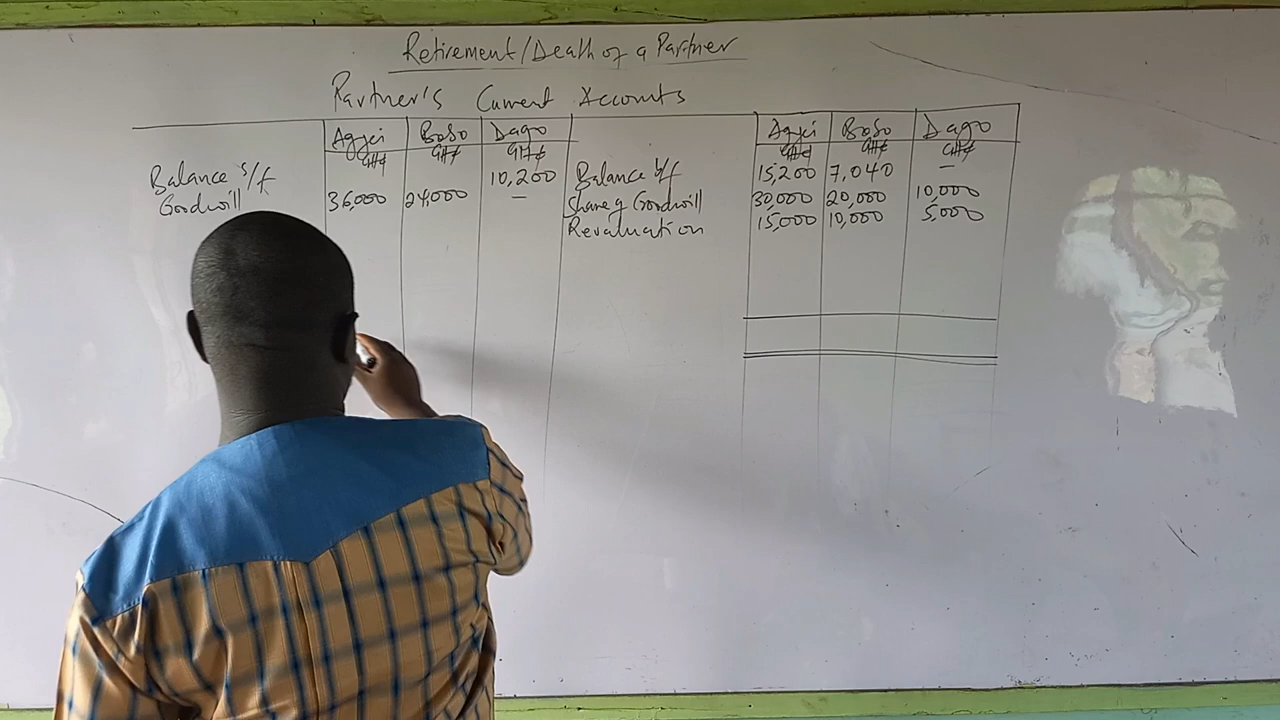 Retirement/Death of a Partner
Partner's Current Accounts
Agyei Boso Dago Agyei Boso Dago
GH¢ GH¢ GH¢ GH¢ GH¢ GH¢
Balance b/f 10,200 Balance b/f 15,200 7,040 -
Goodwill 36,000 24,000 - Share of Goodwill 30,000 20,000 10,000
Revaluation 15,000 10,000 5,000